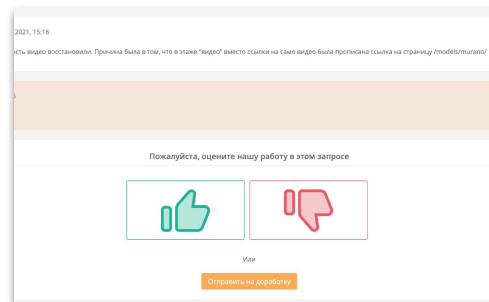 .2021, 15:16
ость видео восстановили. Причина была в том, что в этаже "видео" вместо ссылки на само видео была прописана ссылка на страницу /models/murano/
Пожалуйста, оцените нашу работу в этом запросе
Или
Отправить на доработку